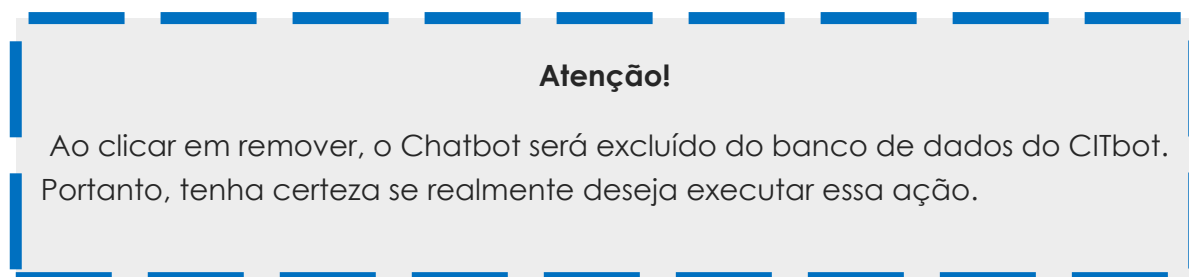 Atenção!
Ao clicar em remover, o Chatbot será excluído do banco de dados do CITbot.
Portanto, tenha certeza se realmente deseja executar essa ação.